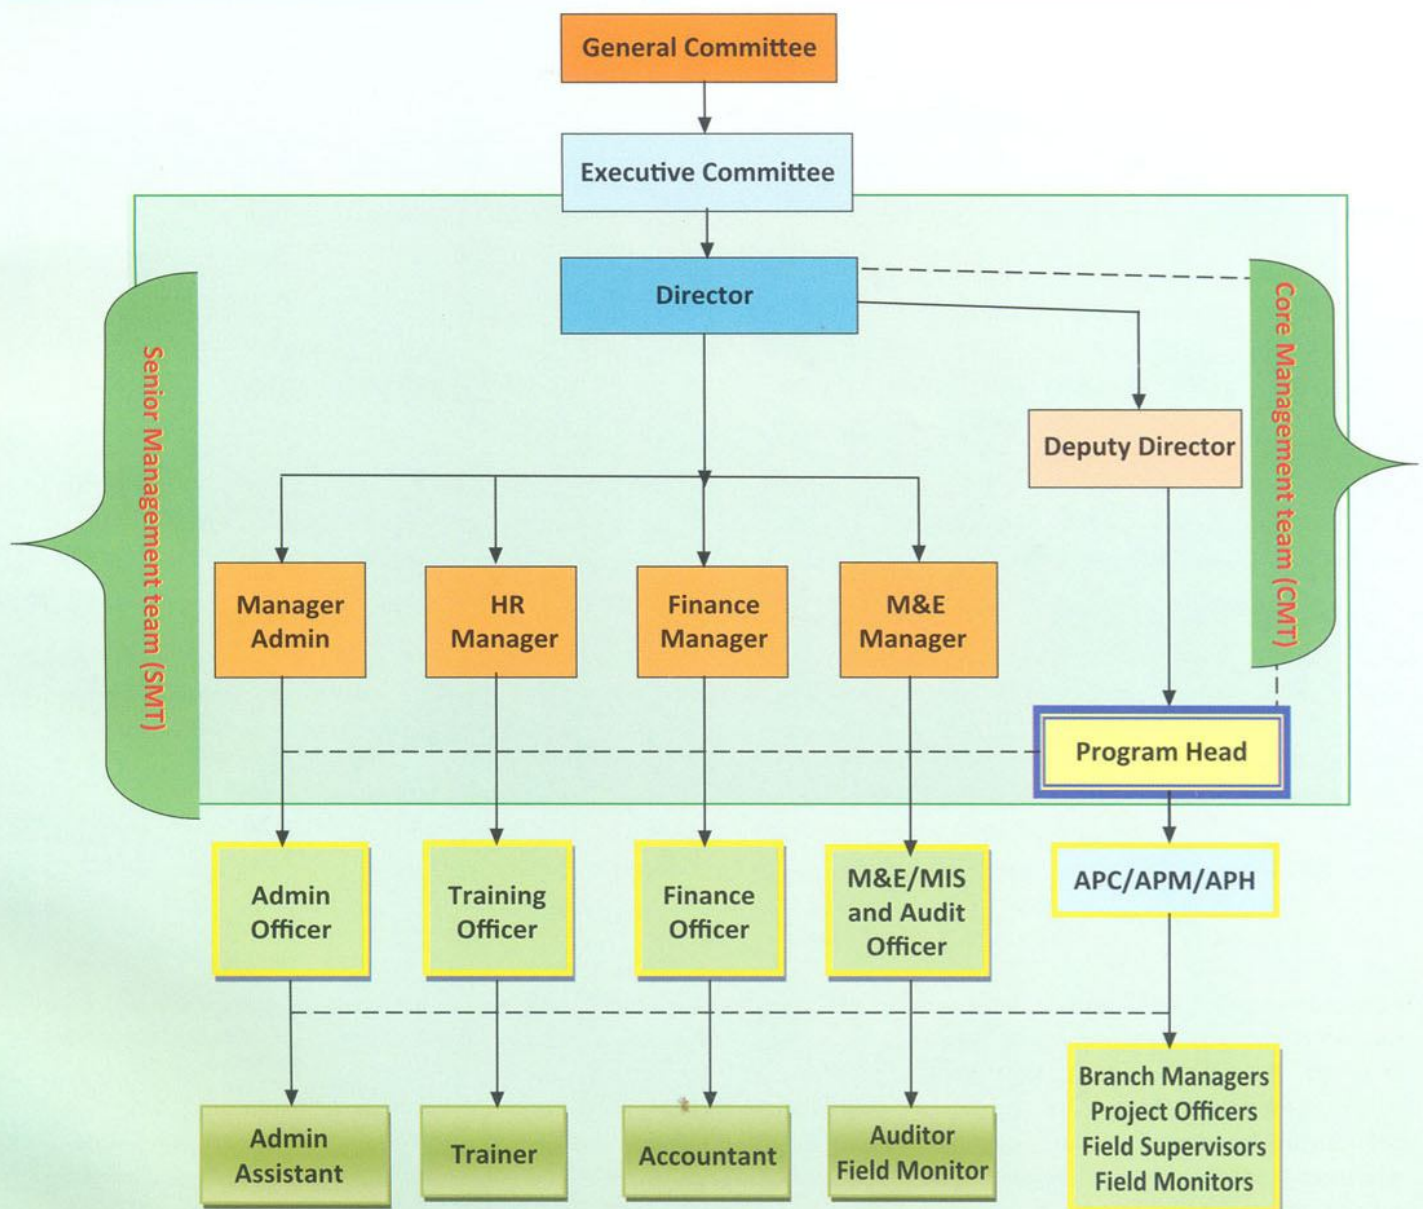 General Committee
Executive Committee
Director
Senior Management team (SMT)
Core Management team (CMT)
Deputy Director
Manager
Admin
HR
Manager
Finance
Manager
M&E
Manager
Program Head
Admin
Officer
Training
Officer
Finance
Officer
M&E/MIS
and Audit
Officer
APC/APM/APH
Admin
Assistant
Trainer
Accountant
Auditor
Field Monitor
Branch Managers
Project Officers
Field Supervisors
Field Monitors